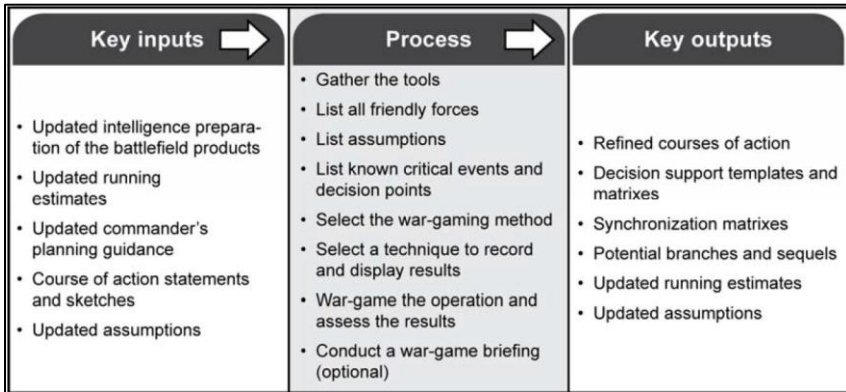 Key inputs
Process
Key outputs
• Updated intelligence prepara-
tion of the battlefield products
• Updated running
estimates
• Updated commander's
planning guidance
• Course of action statements
and sketches
• Updated assumptions
• Gather the tools
• List all friendly forces
• List assumptions
• List known critical events and
decision points
• Select the war-gaming method
• Select a technique to record
and display results
• War-game the operation and
assess the results
• Conduct a war-game briefing
(optional)
• Refined courses of action
• Decision support templates and
matrixes
• Synchronization matrixes
• Potential branches and sequels
• Updated running estimates
• Updated assumptions